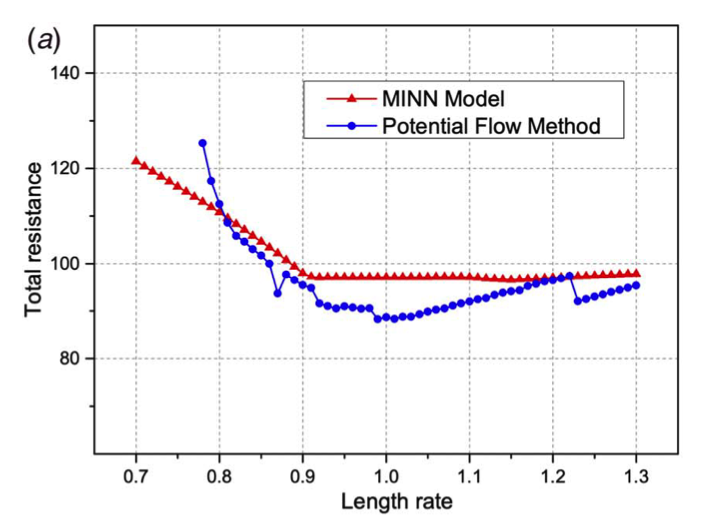 (a)
140
120
100
80
Total resistance
MINN Model
Potential Flow Method
0.7 0.8 0.9 1.0 1.1 1.2 1.3
Length rate